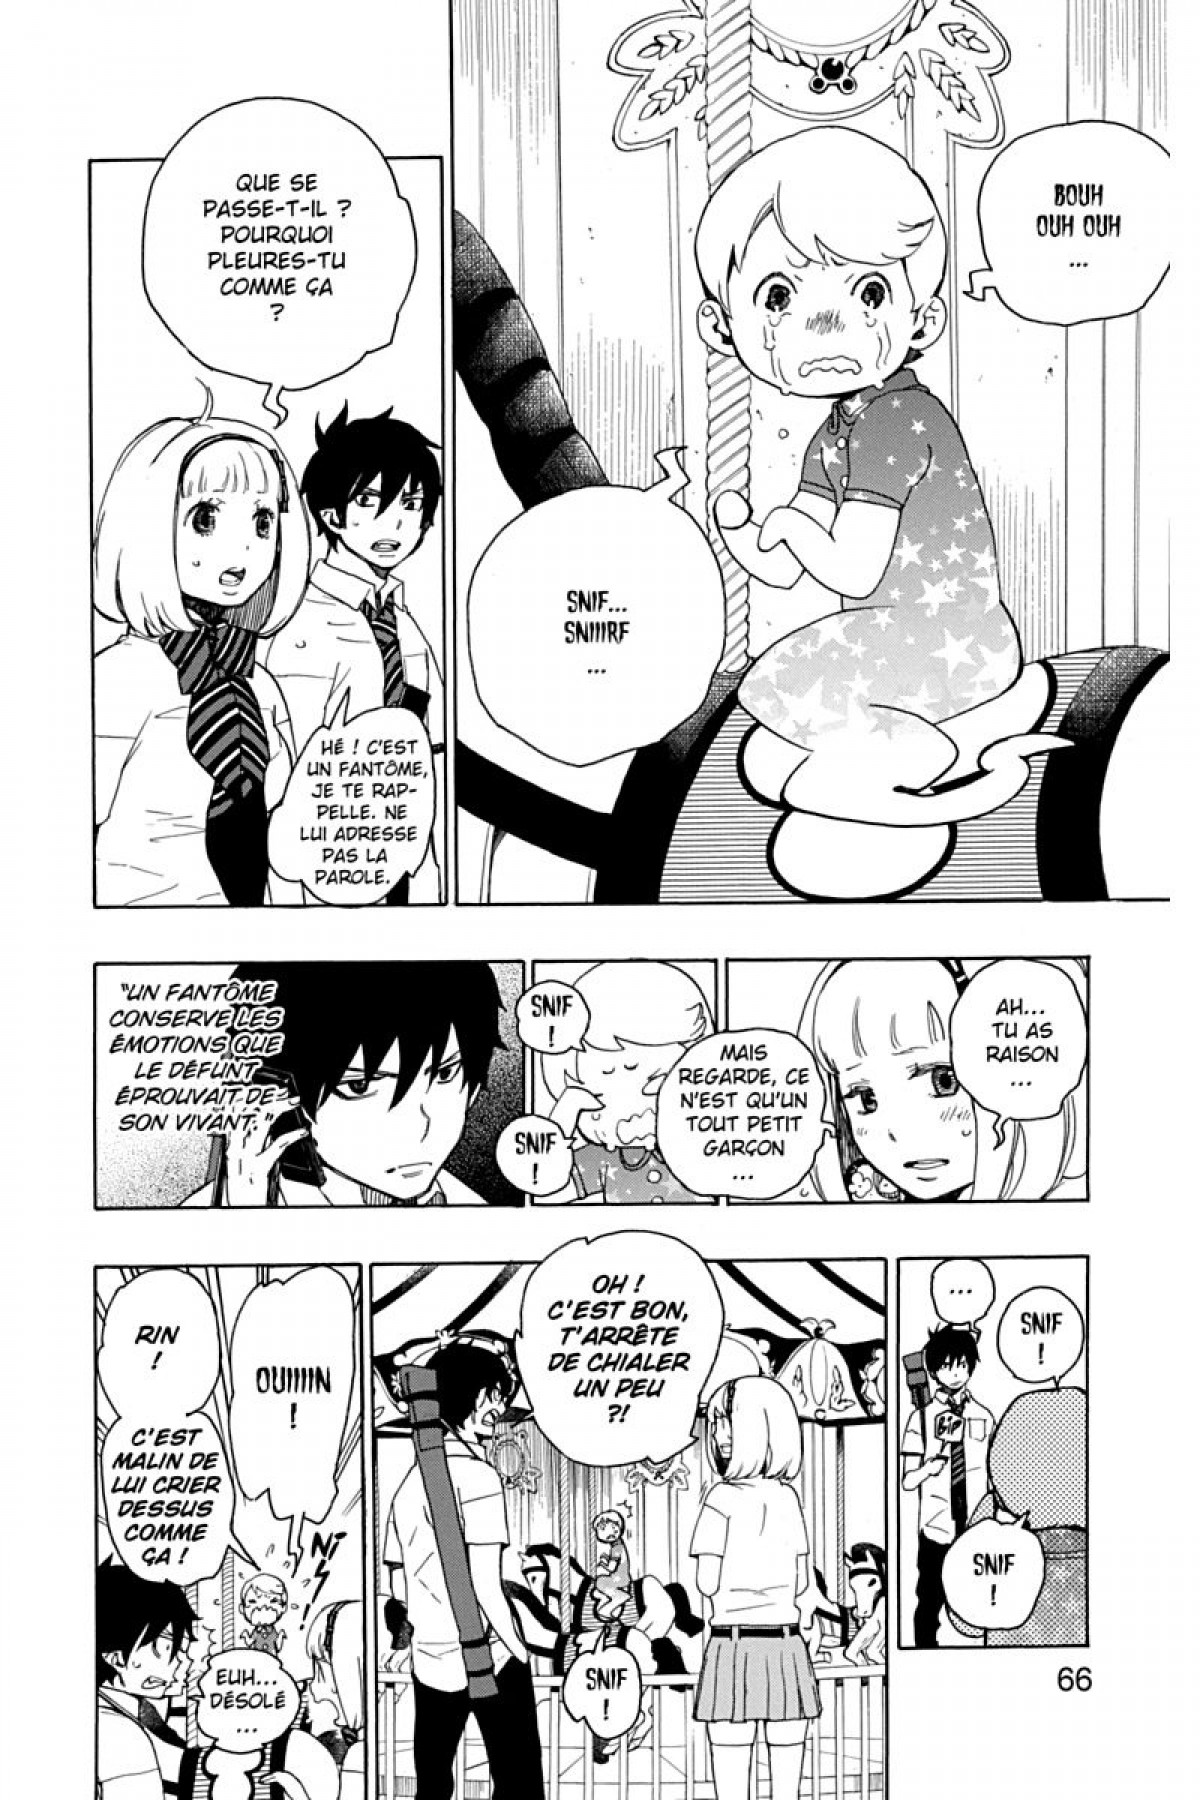 BOUH
OUH OUH
...
SNIF...
SNIIIRF
...
QUE SE
PASSE-T-IL ?
POURQUOI
PLEURES-TU
COMME ÇA
?
HÉ ! C'EST
UN FANTÔME,
JE TE RAP-
PELLE. NE
LUI ADRESSE
PAS LA
PAROLE.
AH...
TU AS
RAISON
...
MAIS
REGARDE, CE
N'EST QU'UN
TOUT PETIT
GARÇON
...
SNIF
!
SNIF
!
"UN FANTÔME
CONSERVE LES
ÉMOTIONS QUE
LE DÉFUNT
ÉPROUVAIT DE
SON VIVANT."
...
SNIF
!
BIP
SNIF
!
OH !
C'EST BON,
T'ARRÊTE
DE CHIALER
UN PEU
?!
SNIF
!
OUIIIIN
!
RIN
!
C'EST
MALIN DE
LUI CRIER
DESSUS
COMME
ÇA !
EUH...
DÉSOLÉ
...
66